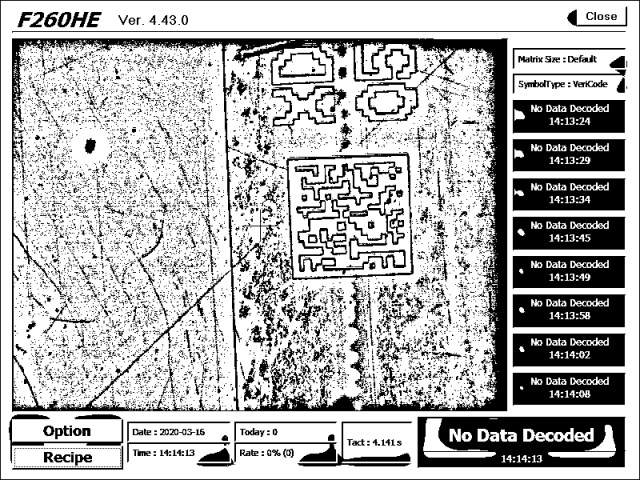 F260HE Ver. 4.43.0
Close
Matrix Size : Default
SymbolType : VeriCode
No Data Decoded
14:13:24
No Data Decoded
14:13:29
No Data Decoded
14:13:34
No Data Decoded
14:13:45
No Data Decoded
14:13:49
No Data Decoded
14:13:58
No Data Decoded
14:14:02
No Data Decoded
14:14:08
Option
Recipe
Date : 2020-03-16
Time : 14:14:13
Today : 0
Rate : 0% (0)
Tact : 4.141 s
No Data Decoded
14:14:13